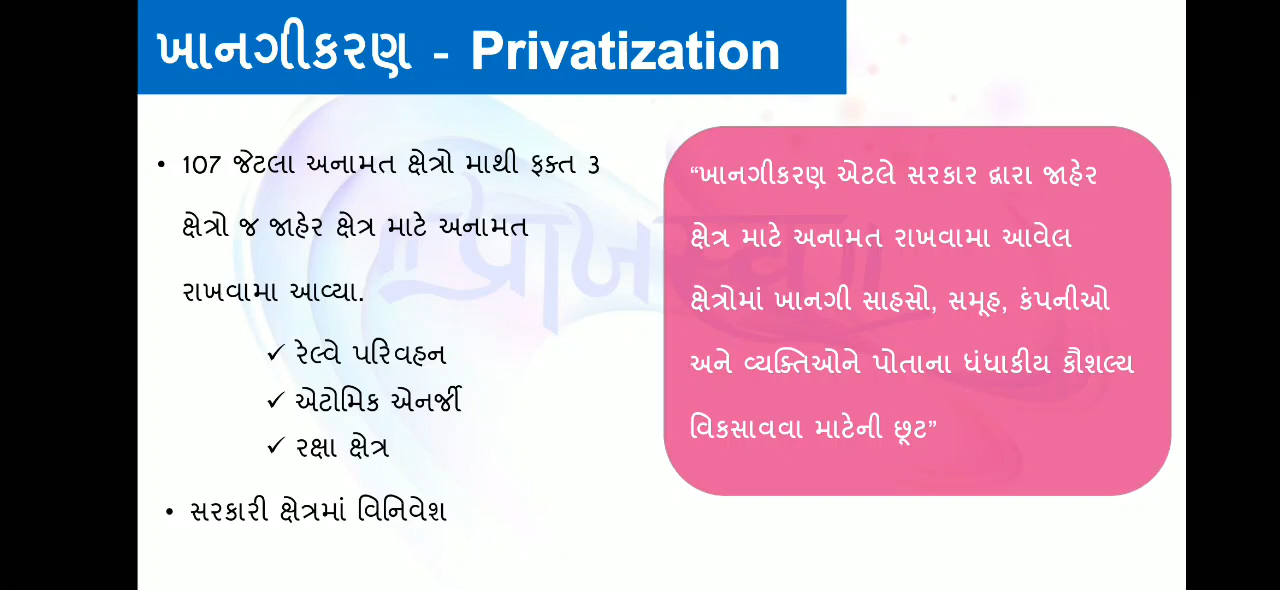 ખાનગીકરણ - Privatization
• 107 જેટલા અનામત ક્ષેત્રો માથી ફક્ત 3
ક્ષેત્રો જ જાહેર ક્ષેત્ર માટે અનામત
રાખવામા આવ્યા.
✓ રેલ્વે પરિવહન
✓ એટોમિક એનર્જી
✓ રક્ષા ક્ષેત્ર
• સરકારી ક્ષેત્રમાં વિનિવેશ
“ખાનગીકરણ એટલે સરકાર દ્વારા જાહેર
ક્ષેત્ર માટે અનામત રાખવામા આવેલ
ક્ષેત્રોમાં ખાનગી સાહસો, સમૂહ, કંપનીઓ
અને વ્યક્તિઓને પોતાના ધંધાકીય કૌશલ્ય
વિકસાવવા માટેની છૂટ”